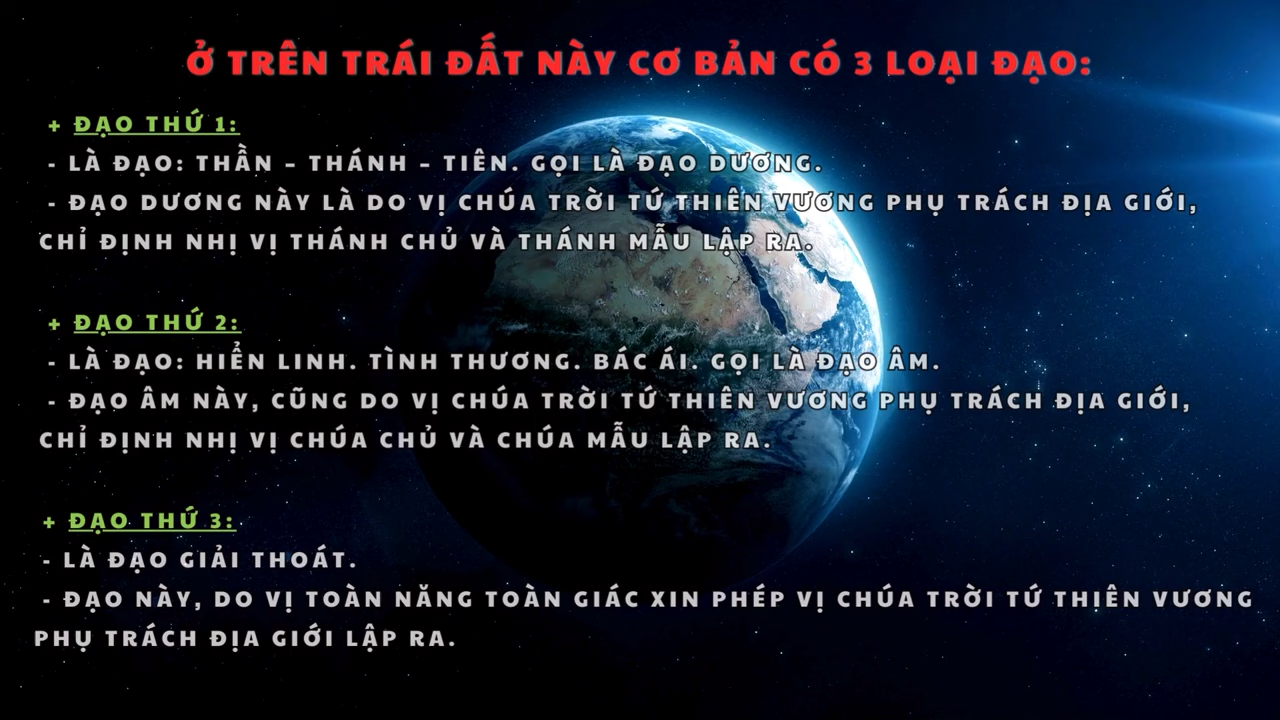 Ở TRÊN TRÁI ĐẤT NÀY CƠ BẢN CÓ 3 LOẠI ĐẠO:
+ ĐẠO THỨ 1:
- LÀ ĐẠO: THẦN – THÁNH – TIÊN. GỌI LÀ ĐẠO DƯƠNG.
- ĐẠO DƯƠNG NÀY LÀ DO VỊ CHÚA TRỜI TỨ THIÊN VƯƠNG PHỤ TRÁCH ĐỊA GIỚI,
CHỈ ĐỊNH NHỊ VỊ THÁNH CHỦ VÀ THÁNH MẪU LẬP RA.
+ ĐẠO THỨ 2:
- LÀ ĐẠO: HIỂN LINH. TÌNH THƯƠNG. BÁC ÁI. GỌI LÀ ĐẠO ÂM.
- ĐẠO ÂM NÀY, CŨNG DO VỊ CHÚA TRỜI TỨ THIÊN VƯƠNG PHỤ TRÁCH ĐỊA GIỚI,
CHỈ ĐỊNH NHỊ VỊ CHÚA CHỦ VÀ CHÚA MẪU LẬP RA.
+ ĐẠO THỨ 3:
- LÀ ĐẠO GIẢI THOÁT.
- ĐẠO NÀY, DO VỊ TOÀN NĂNG TOÀN GIÁC XIN PHÉP VỊ CHÚA TRỜI TỨ THIÊN VƯƠNG
PHỤ TRÁCH ĐỊA GIỚI LẬP RA.